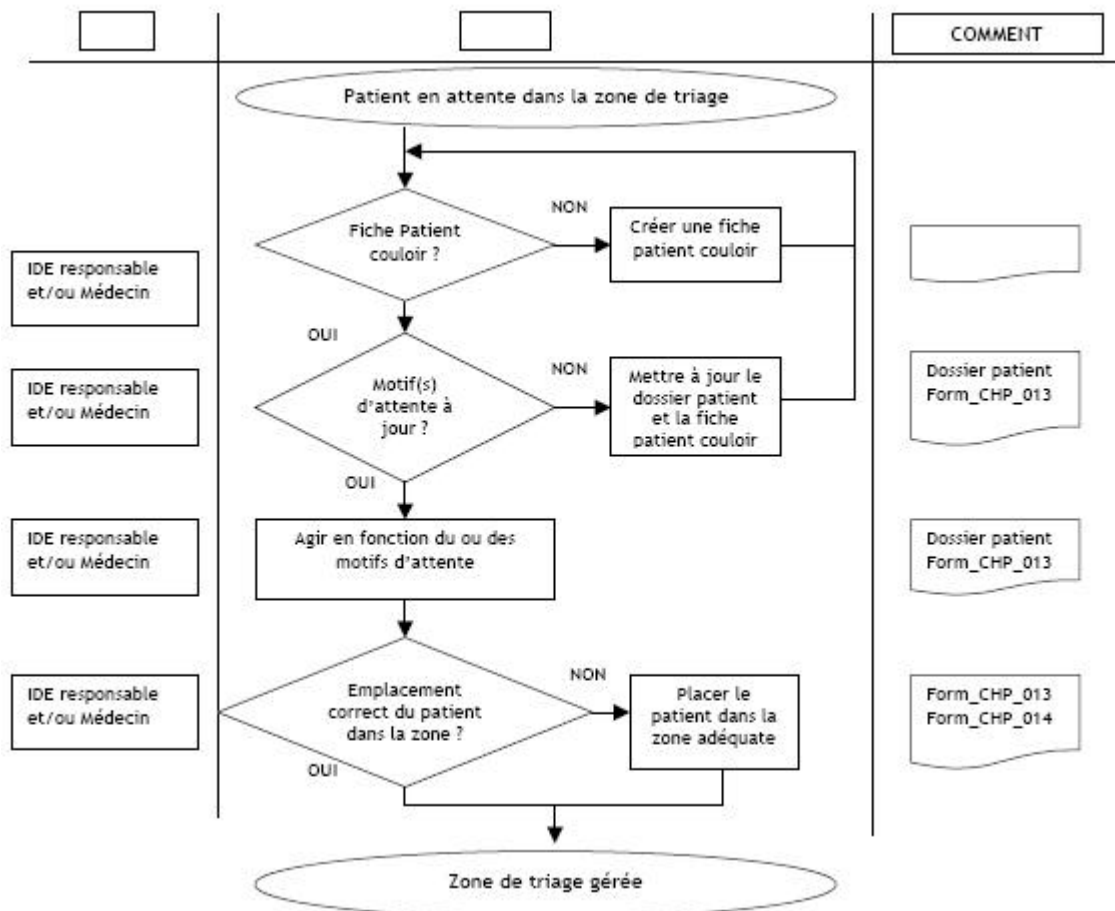 COMMENT
Patient en attente dans la zone de triage
IDE responsable
et/ou Médecin
Fiche Patient
couloir ?
NON
Créer une fiche
patient couloir
OUI
IDE responsable
et/ou Médecin
Motif(s)
d'attente à
jour ?
NON
Mettre à jour le
dossier patient
et la fiche
patient couloir
Dossier patient
Form_CHP_013
OUI
IDE responsable
et/ou Médecin
Agir en fonction du ou des
motifs d'attente
Dossier patient
Form_CHP_013
IDE responsable
et/ou Médecin
Emplacement
correct du patient
dans la zone ?
NON
Placer le
patient dans la
zone adéquate
Form_CHP_013
Form_CHP_014
OUI
Zone de triage gérée